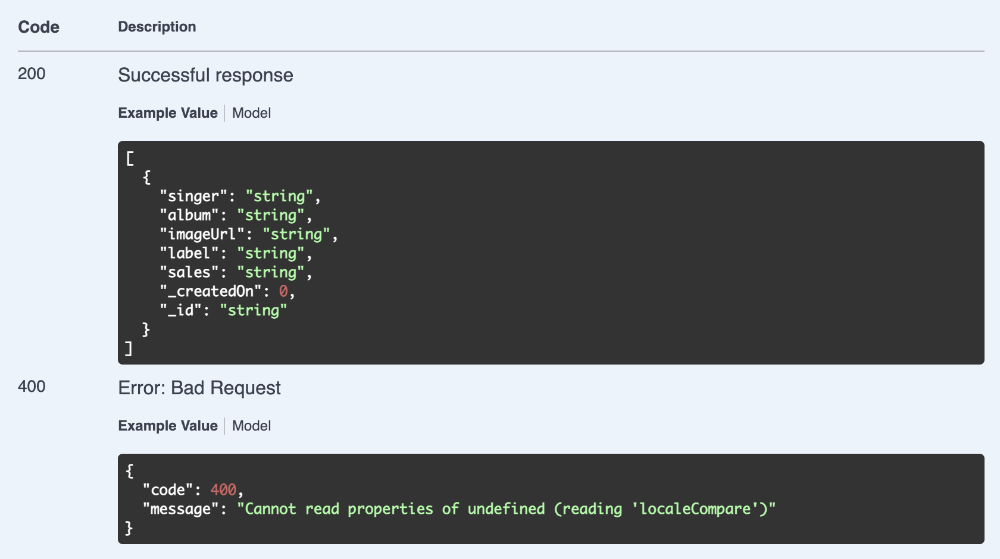 Code Description
200 Successful response
Example Value Model
[
  {
    "singer": "string",
    "album": "string",
    "imageUrl": "string",
    "label": "string",
    "sales": "string",
    "_createdOn": 0,
    "_id": "string"
  }
]
400 Error: Bad Request
Example Value Model
{
  "code": 400,
  "message": "Cannot read properties of undefined (reading 'localeCompare')"
}